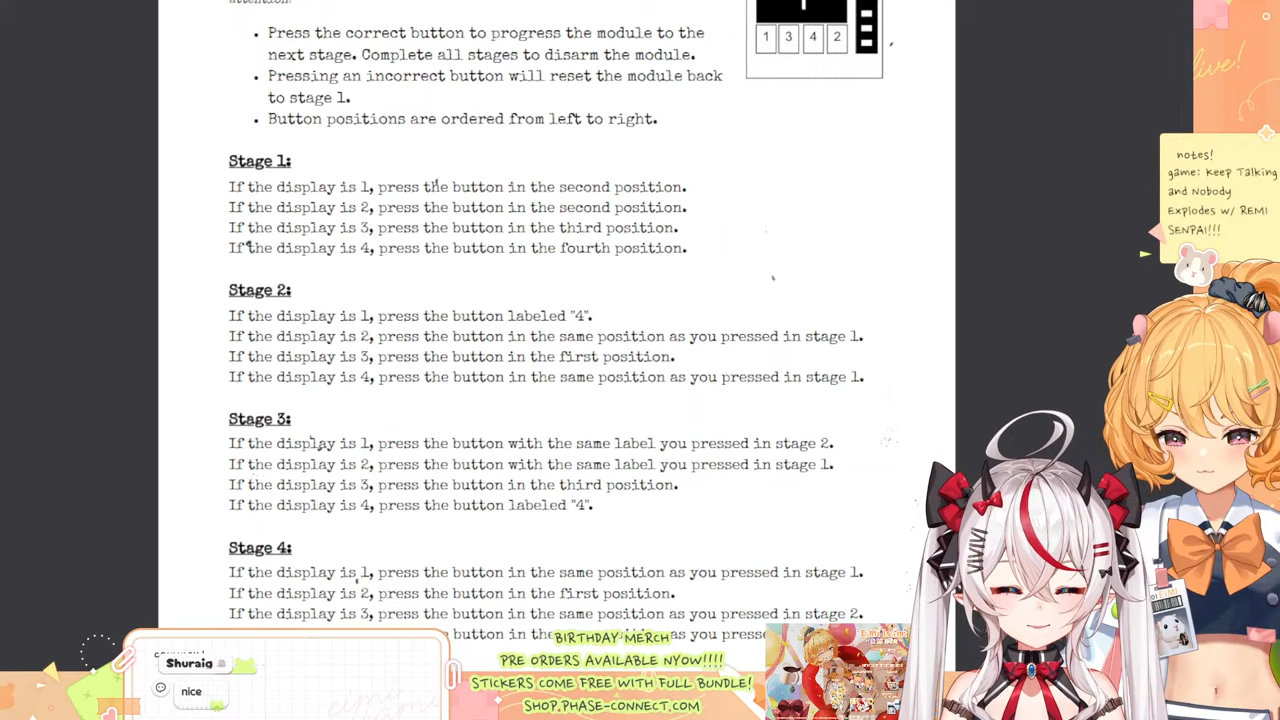 Press the correct button to progress the module to the
next stage. Complete all stages to disarm the module.
Pressing an incorrect button will reset the module back
to stage 1.
Button positions are ordered from left to right.
1 3 4 2
Stage 1:
If the display is 1, press the button in the second position.
If the display is 2, press the button in the second position.
If the display is 3, press the button in the third position.
If the display is 4, press the button in the fourth position.
Stage 2:
If the display is 1, press the button labeled "4".
If the display is 2, press the button in the same position as you pressed in stage 1.
If the display is 3, press the button in the first position.
If the display is 4, press the button in the same position as you pressed in stage 1.
Stage 3:
If the display is 1, press the button with the same label you pressed in stage 2.
If the display is 2, press the button with the same label you pressed in stage 1.
If the display is 3, press the button in the third position.
If the display is 4, press the button labeled "4".
Stage 4:
If the display is 1, press the button in the same position as you pressed in stage 1.
If the display is 2, press the button in the first position.
If the display is 3, press the button in the same position as you pressed in stage 2.
button in the as you
live!
notes!
game: Keep Talking
and Nobody
Explodes w/ REMI
SENPAI!!!
Shuraig
nice
BIRTHDAY MERCH
PRE ORDERS AVAILABLE NYOW!!!!
STICKERS COME FREE WITH FULL BUNDLE!
SHOP.PHASE-CONNECT.COM